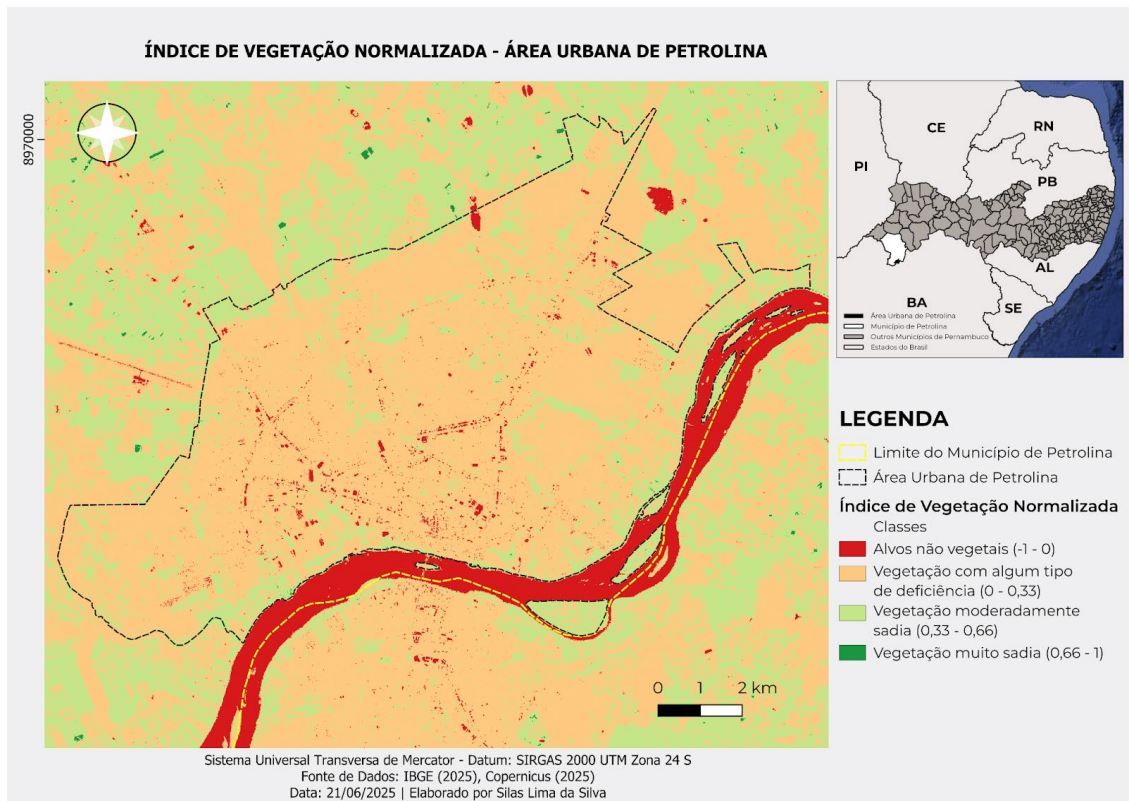 ÍNDICE DE VEGETAÇÃO NORMALIZADA - ÁREA URBANA DE PETROLINA
8970000
CE
RN
PI
PB
AL
BA
SE
Área Urbana de Petrolina
Município de Petrolina
Outros Municípios de Pernambuco
Estados do Brasil
LEGENDA
Limite do Município de Petrolina
Área Urbana de Petrolina
Índice de Vegetação Normalizada
Classes
Alvos não vegetais (-1 - 0)
Vegetação com algum tipo
de deficiência (0 - 0,33)
Vegetação moderadamente
sadia (0,33 - 0,66)
Vegetação muito sadia (0,66 - 1)
0 1 2 km
Sistema Universal Transversa de Mercator - Datum: SIRGAS 2000 UTM Zona 24 S
Fonte de Dados: IBGE (2025), Copernicus (2025)
Data: 21/06/2025 | Elaborado por Silas Lima da Silva